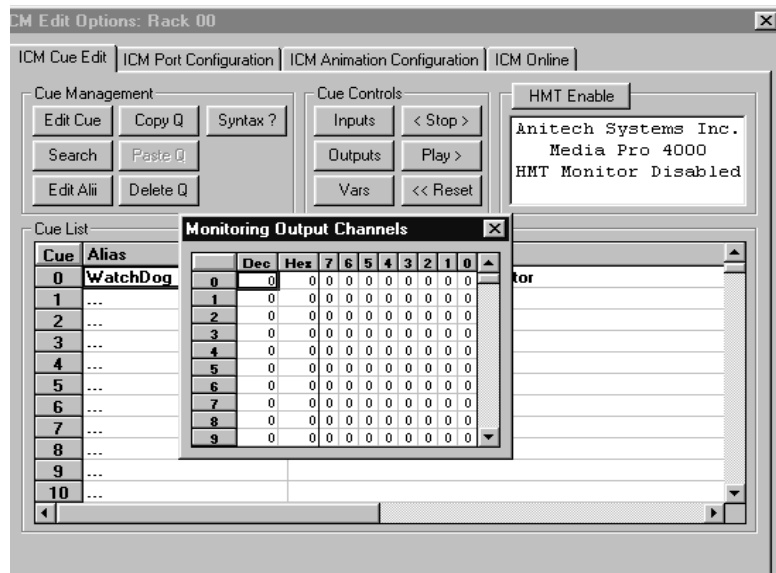 ICM Edit Options: Rack 00
ICM Cue Edit ICM Port Configuration ICM Animation Configuration ICM Online
Cue Management Cue Controls HMT Enable
Edit Cue Copy Q Syntax ? Inputs < Stop >
Search Paste Q Outputs Play >
Edit Alii Delete Q Vars << Reset
Anitech Systems Inc.
Media Pro 4000
HMT Monitor Disabled
Cue List
Monitoring Output Channels
Cue Alias
0 WatchDog tor
1 ...
2 ...
3 ...
4 ...
5 ...
6 ...
7 ...
8 ...
9 ...
10 ...
Dec Hex 7 6 5 4 3 2 1 0
0 0 0 0 0 0 0 0 0 0 0
1 0 0 0 0 0 0 0 0 0 0
2 0 0 0 0 0 0 0 0 0 0
3 0 0 0 0 0 0 0 0 0 0
4 0 0 0 0 0 0 0 0 0 0
5 0 0 0 0 0 0 0 0 0 0
6 0 0 0 0 0 0 0 0 0 0
7 0 0 0 0 0 0 0 0 0 0
8 0 0 0 0 0 0 0 0 0 0
9 0 0 0 0 0 0 0 0 0 0